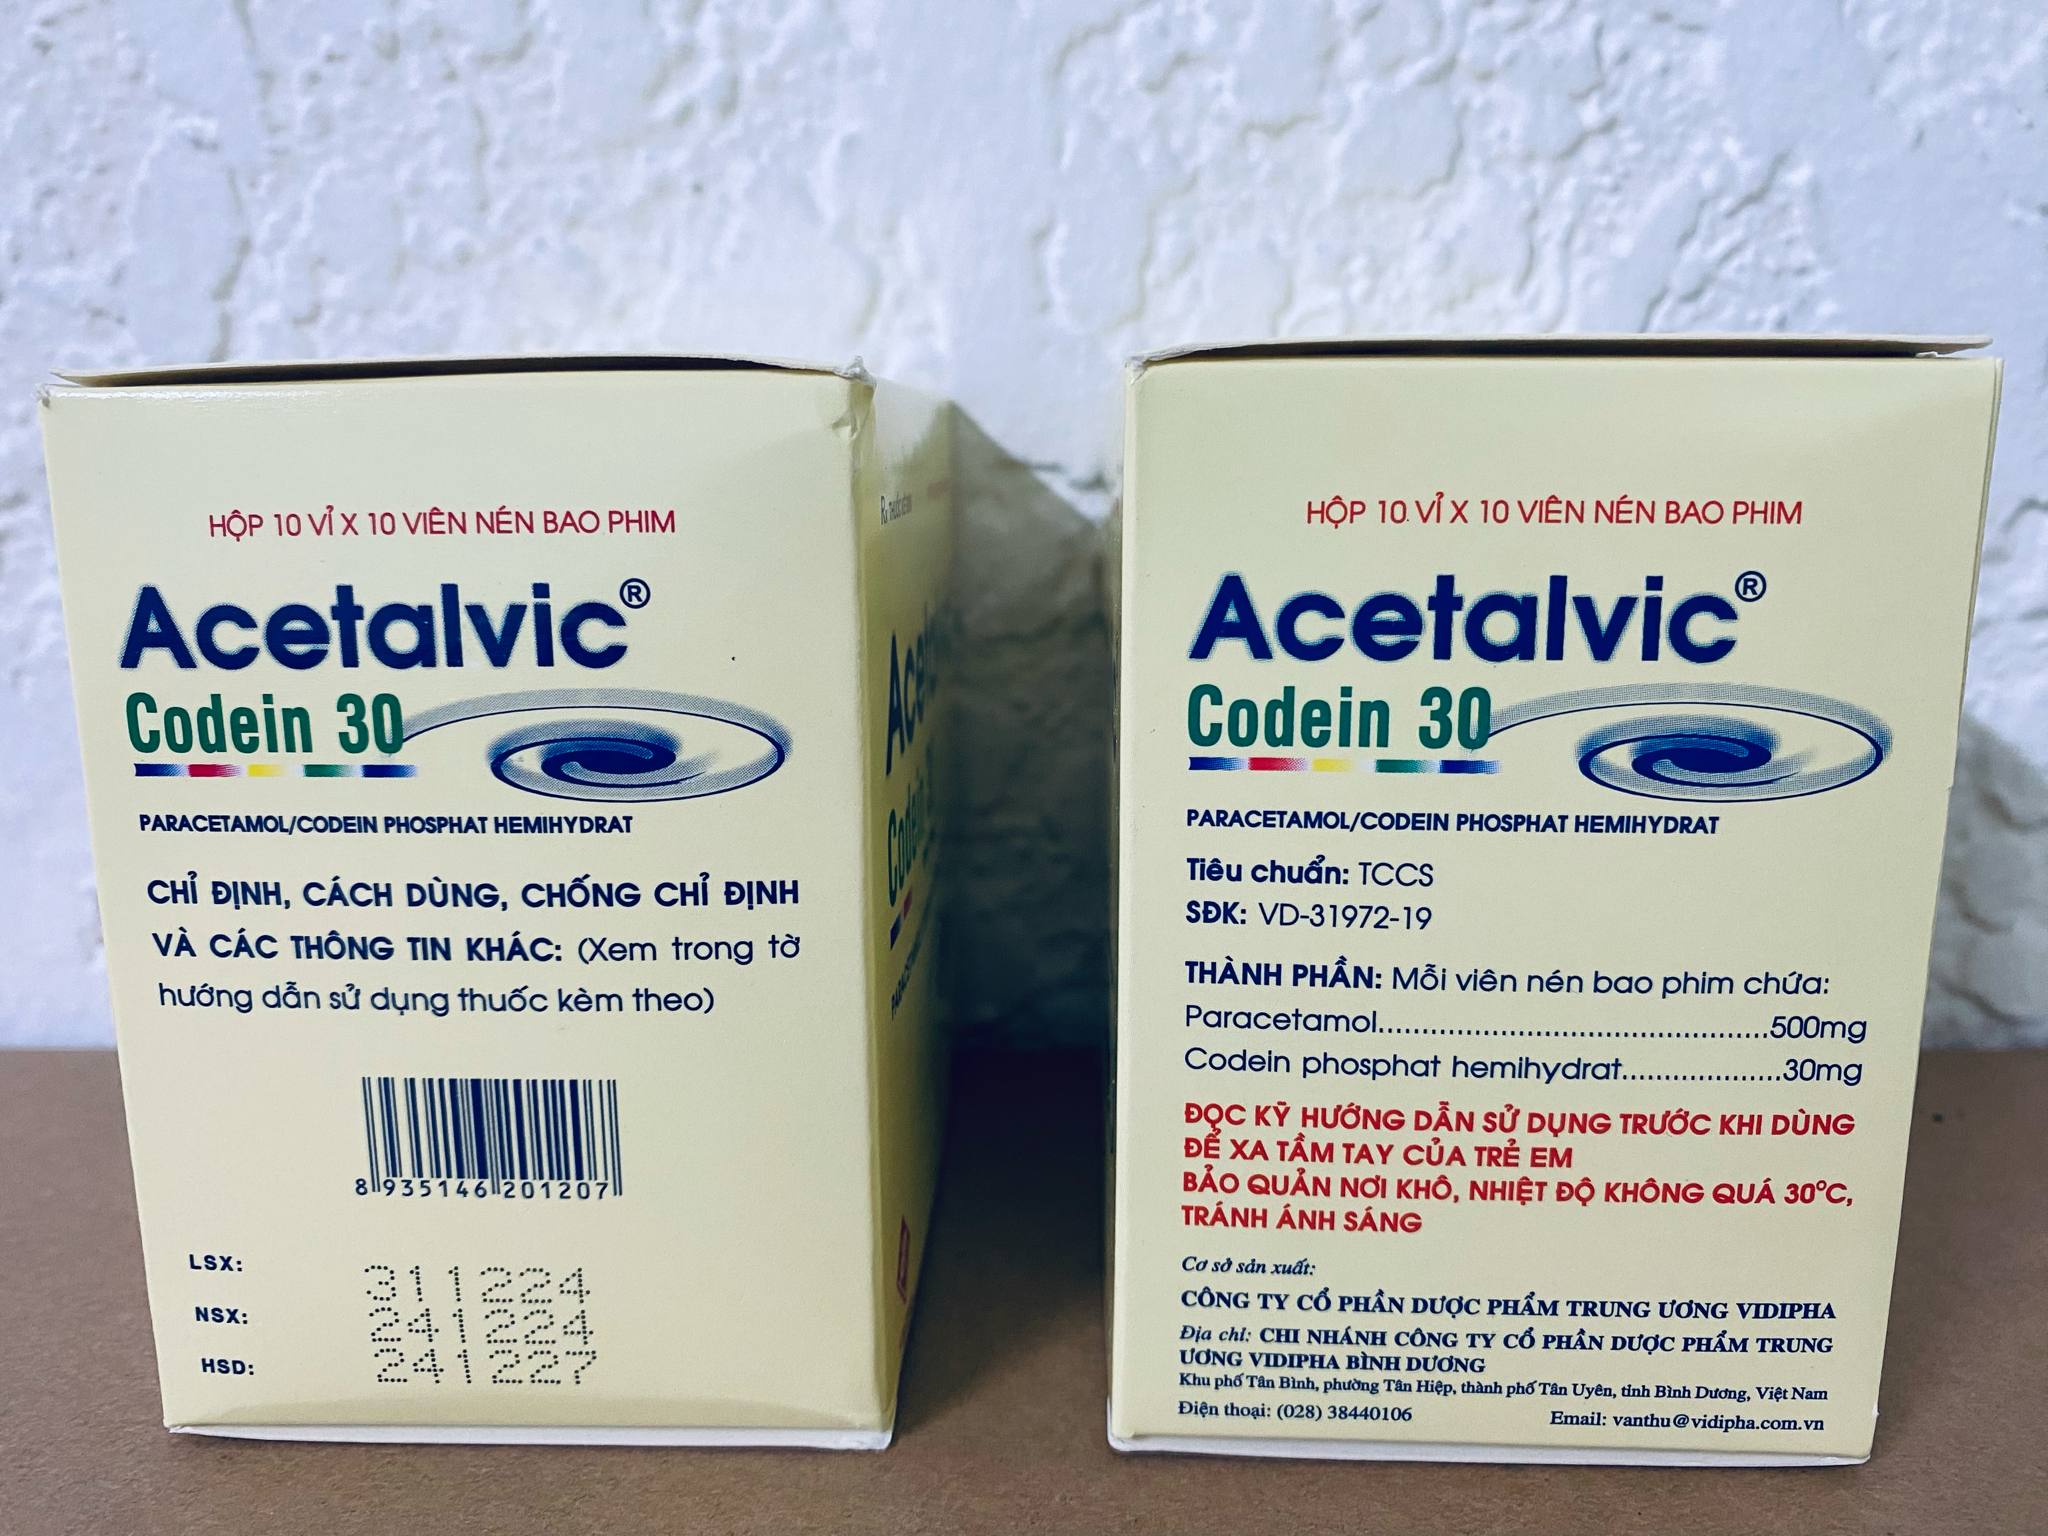 HỘP 10 VỈ X 10 VIÊN NÉN BAO PHIM
Acetalvic®
Codein 30
PARACETAMOL/CODEIN PHOSPHAT HEMIHYDRAT
CHỈ ĐỊNH, CÁCH DÙNG, CHỐNG CHỈ ĐỊNH
VÀ CÁC THÔNG TIN KHÁC: (Xem trong tờ
hướng dẫn sử dụng thuốc kèm theo)
8 935146 201207
LSX: 311224
NSX: 241224
HSD: 241227
HỘP 10 VỈ X 10 VIÊN NÉN BAO PHIM
Acetalvic®
Codein 30
PARACETAMOL/CODEIN PHOSPHAT HEMIHYDRAT
Tiêu chuẩn: TCCS
SĐK: VD-31972-19
THÀNH PHẦN: Mỗi viên nén bao phim chứa:
Paracetamol.............................................500mg
Codein phosphat hemihydrat...................30mg
ĐỌC KỸ HƯỚNG DẪN SỬ DỤNG TRƯỚC KHI DÙNG
ĐỂ XA TẦM TAY CỦA TRẺ EM
BẢO QUẢN NƠI KHÔ, NHIỆT ĐỘ KHÔNG QUÁ 30°C,
TRÁNH ÁNH SÁNG
Cơ sở sản xuất:
CÔNG TY CỔ PHẦN DƯỢC PHẨM TRUNG ƯƠNG VIDIPHA
Địa chỉ: CHI NHÁNH CÔNG TY CỔ PHẦN DƯỢC PHẨM TRUNG
ƯƠNG VIDIPHA BÌNH DƯƠNG
Khu phố Tân Bình, phường Tân Hiệp, thành phố Tân Uyên, tỉnh Bình Dương, Việt Nam
Điện thoại: (028) 38440106 Email: vanthu@vidipha.com.vn